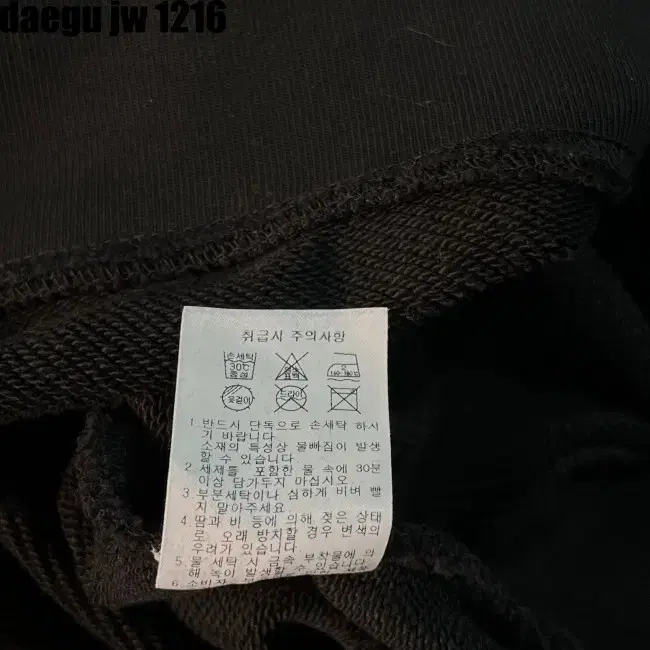 daegu jw 1216
취급시 주의사항
손세탁
30℃
중성
염소
표백
옷걸이
드라이
1 반드시 단독으로 손세탁 하시
기 바랍니다.
소재의 특성상 물빠짐이 발생
할 수 있습니다.
2 세제를 포함한 물 속에 30분
이상 담가두지 마십시오.
3 부분세탁이나 심하게 비벼 빨
지 말아주세요.
4 땀과 비 등에 의해 젖은 상태
로 오래 방치할 경우 변색의
우려가 있습니다.
5 물 세탁 시 금속 부착물에 의
해 녹이 발생할 수 있습니다.
6